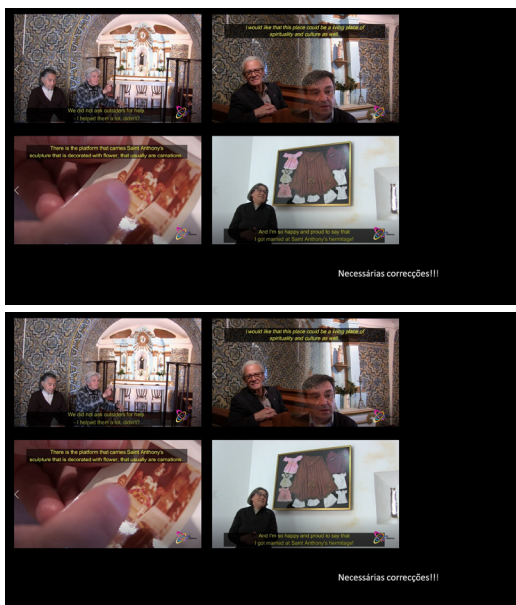 We did not ask outsiders for help.
- I helped them a lot, didn't I?
I would like that this place could be a living place of
spirituality and culture as well.
There is the platform that carries Saint Anthony's
sculpture that is decorated with flower, that usually are carnations.
And I'm so happy and proud to say that
I got married at Saint Anthony's hermitage!
Necessárias correcções!!!
We did not ask outsiders for help.
- I helped them a lot, didn't I?
I would like that this place could be a living place of
spirituality and culture as well.
There is the platform that carries Saint Anthony's
sculpture that is decorated with flower, that usually are carnations.
And I'm so happy and proud to say that
I got married at Saint Anthony's hermitage!
Necessárias correcções!!!